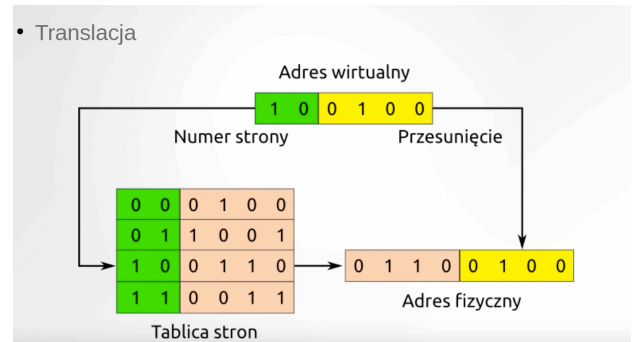 • Translacja
Adres wirtualny
1 0 0 1 0 0
Numer strony
Przesunięcie
0 0 0 1 0 0
0 1 1 0 0 1
1 0 0 1 1 0
1 1 0 0 1 1
Tablica stron
0 1 1 0 0 1 0 0
Adres fizyczny